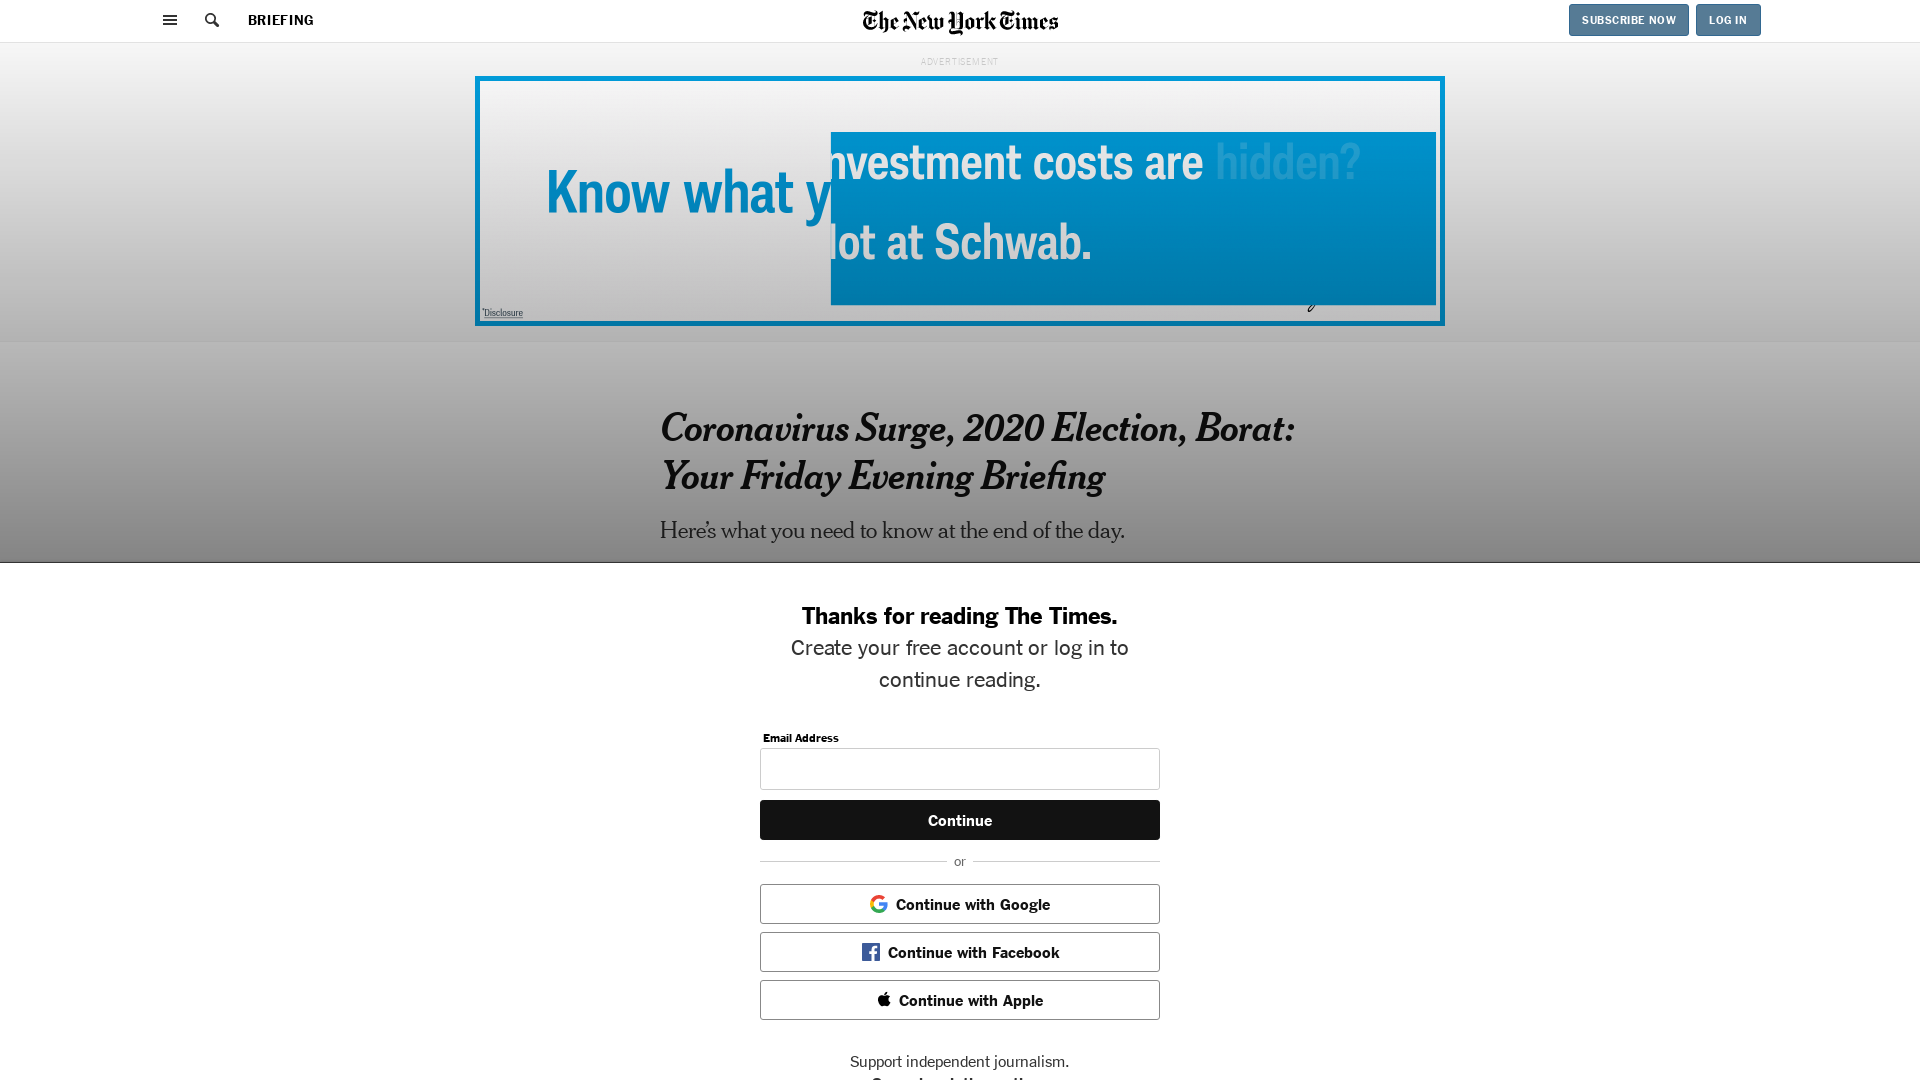 BRIEFING
The New York Times
SUBSCRIBE NOW
LOG IN
ADVERTISEMENT
Know what y
nvestment costs are hidden?
lot at Schwab.
*Disclosure
Coronavirus Surge, 2020 Election, Borat:
Your Friday Evening Briefing
Here’s what you need to know at the end of the day.
Thanks for reading The Times.
Create your free account or log in to
continue reading.
Email Address
Continue
or
Continue with Google
Continue with Facebook
Continue with Apple
Support independent journalism.